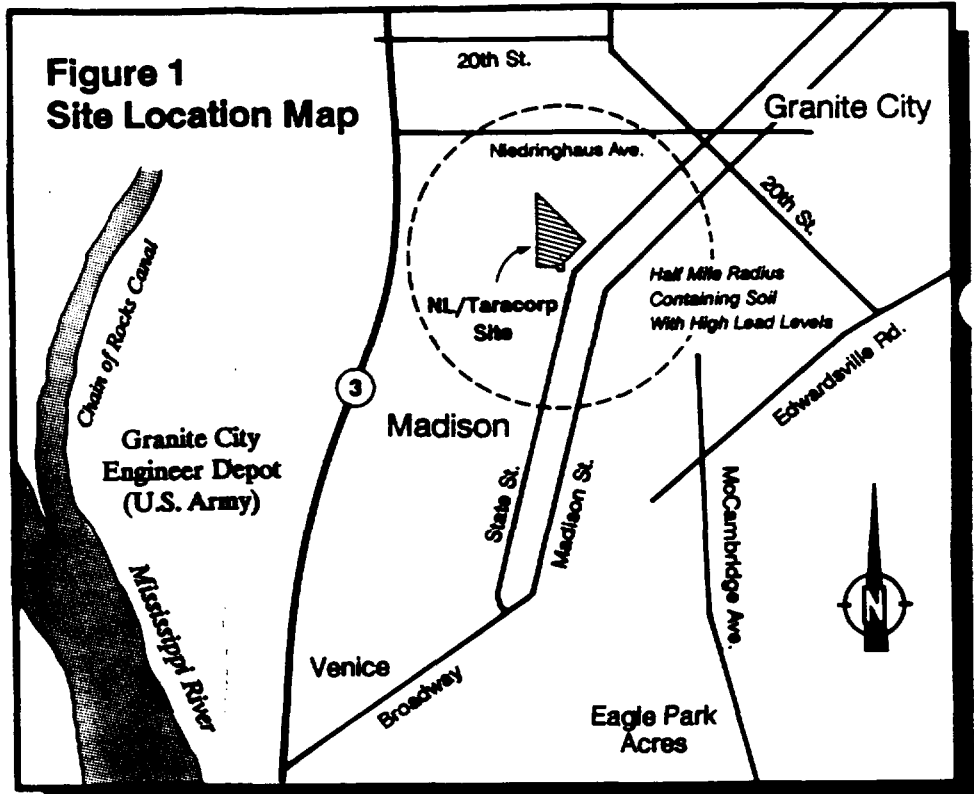 Figure 1
Site Location Map
20th St.
Granite City
Niedringhaus Ave.
20th St.
Chain of Rocks Canal
NL/Taracorp
Site
Half Mile Radius
Containing Soil
With High Lead Levels
Edwardsville Rd.
3
Madison
Granite City
Engineer Depot
(U.S. Army)
State St.
Madison St.
McCambridge Ave.
Mississippi River
N
Venice
Broadway
Eagle Park
Acres